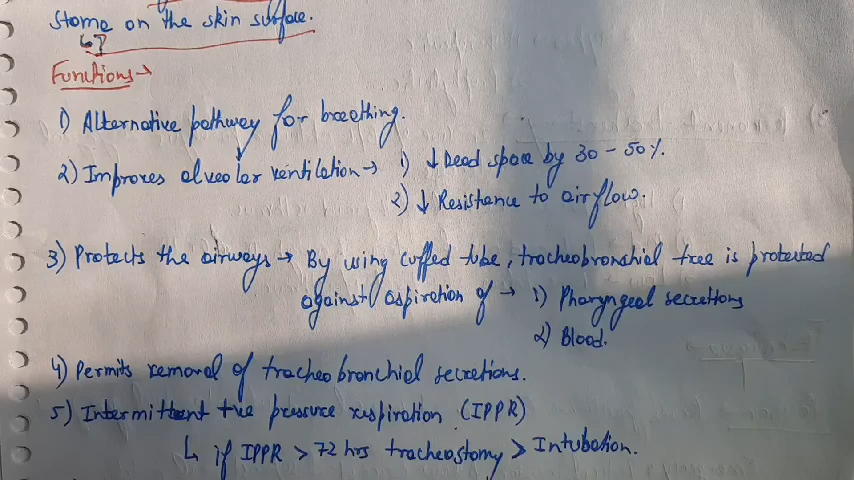 Stoma on the skin surface.
Functions→
1) Alternative pathway for breathing.
2) Improves alveolar ventilation→ 1) ↓ Dead space by 30-50%.
2) ↓ Resistance to airflow.
3) Protects the airways → By using cuffed tube, tracheobronchial tree is protected
against aspiration of → 1) Pharyngeal secretions
2) Blood.
4) Permits removal of tracheobronchial secretions.
5) Intermittent +ve pressure respiration (IPPR)
↳ if IPPR > 72 hrs tracheostomy > Intubation.